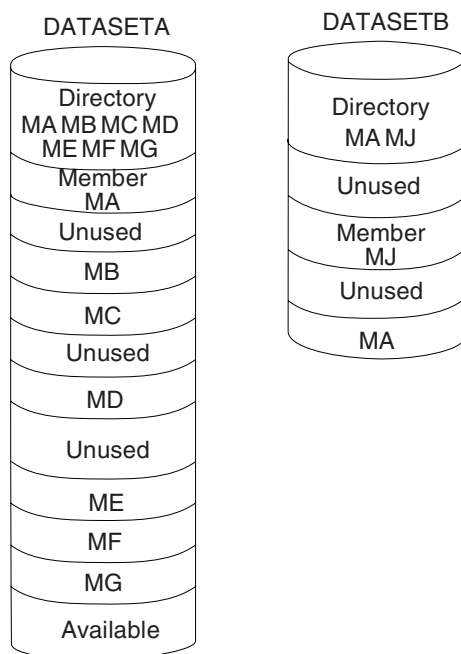 DATASETA
Directory
MA MB MC MD
ME MF MG
Member
MA
Unused
MB
MC
Unused
MD
Unused
ME
MF
MG
Available
DATASETB
Directory
MA MJ
Unused
Member
MJ
Unused
MA